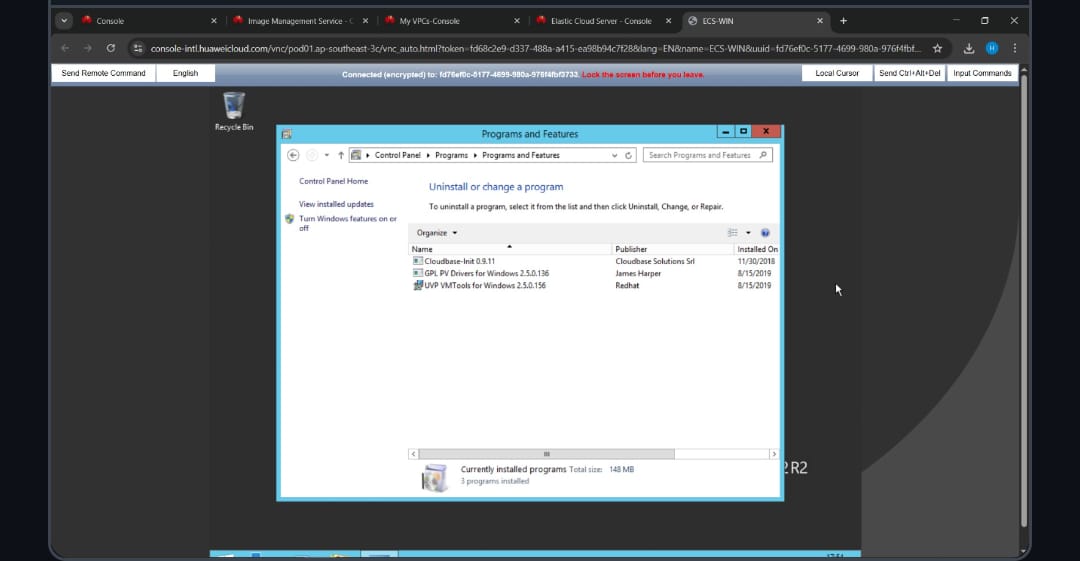 Console
Image Management Service - C
My VPCs-Console
Elastic Cloud Server - Console
ECS-WIN
console-intl.huaweicloud.com/vnc/pod01.ap-southeast-3c/vnc_auto.html?token=fd68c2e9-d337-488a-a415-ea98b94c7f28&lang=EN&name=ECS-WIN&uuid=fd76ef0c-5177-4699-980a-976f4fbf...
H
Send Remote Command
English
Connected (encrypted) to: fd76ef0c-5177-4699-980a-976f4fbf3733. Lock the screen before you leave.
Local Cursor
Send Ctrl+Alt+Del
Input Commands
Recycle Bin
Programs and Features
Control Panel
Programs
Programs and Features
Search Programs and Features
Control Panel Home
View installed updates
Turn Windows features on or
off
Uninstall or change a program
To uninstall a program, select it from the list and then click Uninstall, Change, or Repair.
Organize
Name Publisher Installed On
Cloudbase-Init 0.9.11 Cloudbase Solutions Srl 11/30/2018
GPL PV Drivers for Windows 2.5.0.136 James Harper 8/15/2019
UVP VMTools for Windows 2.5.0.156 Redhat 8/15/2019
Currently installed programs Total size: 148 MB
3 programs installed
R2